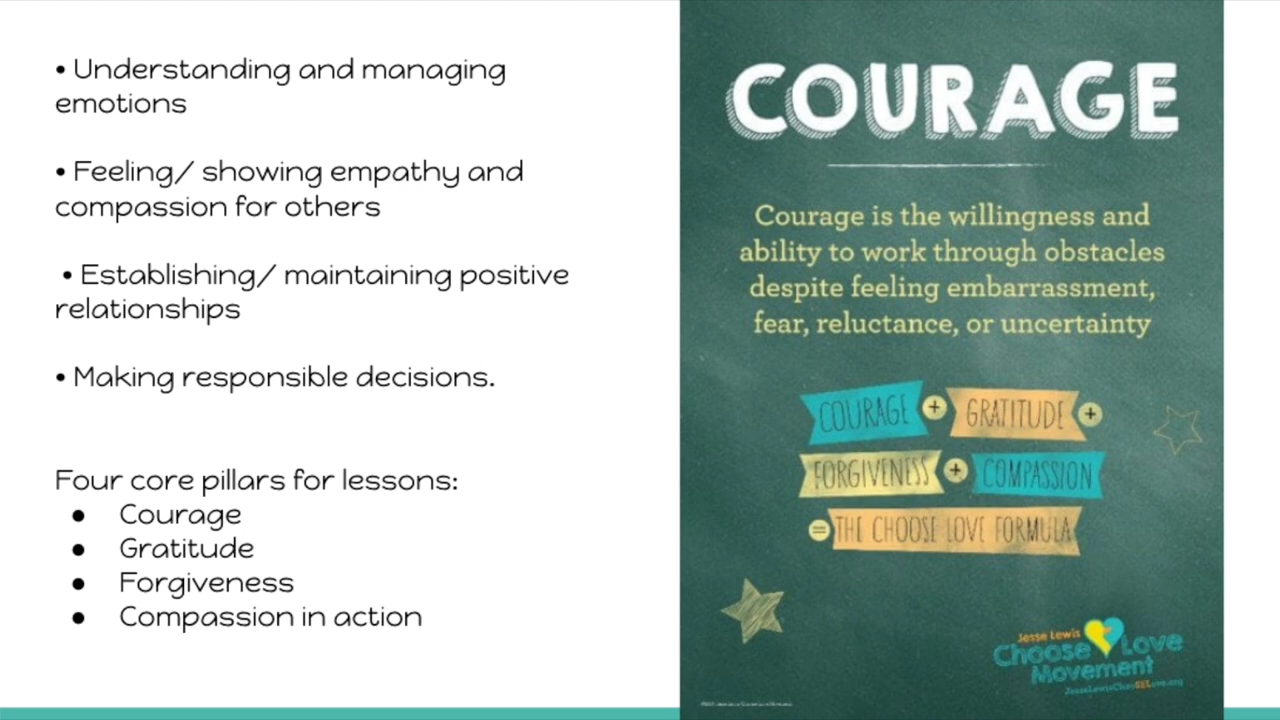 • Understanding and managing
emotions
• Feeling/ showing empathy and
compassion for others
• Establishing/ maintaining positive
relationships
• Making responsible decisions.
Four core pillars for lessons:
● Courage
● Gratitude
● Forgiveness
● Compassion in action
COURAGE
Courage is the willingness and
ability to work through obstacles
despite feeling embarrassment,
fear, reluctance, or uncertainty
COURAGE + GRATITUDE +
FORGIVENESS + COMPASSION
= THE CHOOSE LOVE FORMULA
Jesse Lewis
Choose Love
Movement